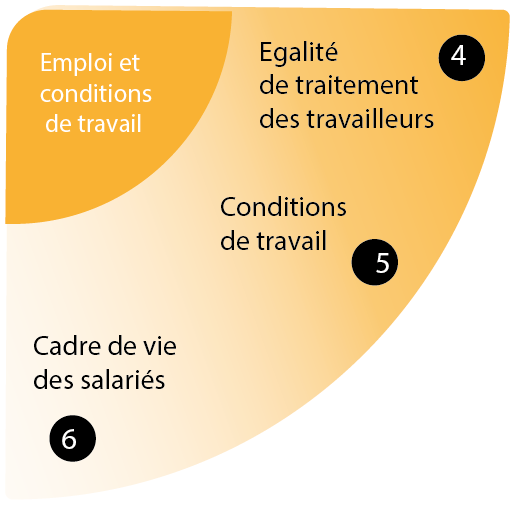 Emploi et
conditions
de travail
Egalité
de traitement
des travailleurs
4
Conditions
de travail
5
Cadre de vie
des salariés
6